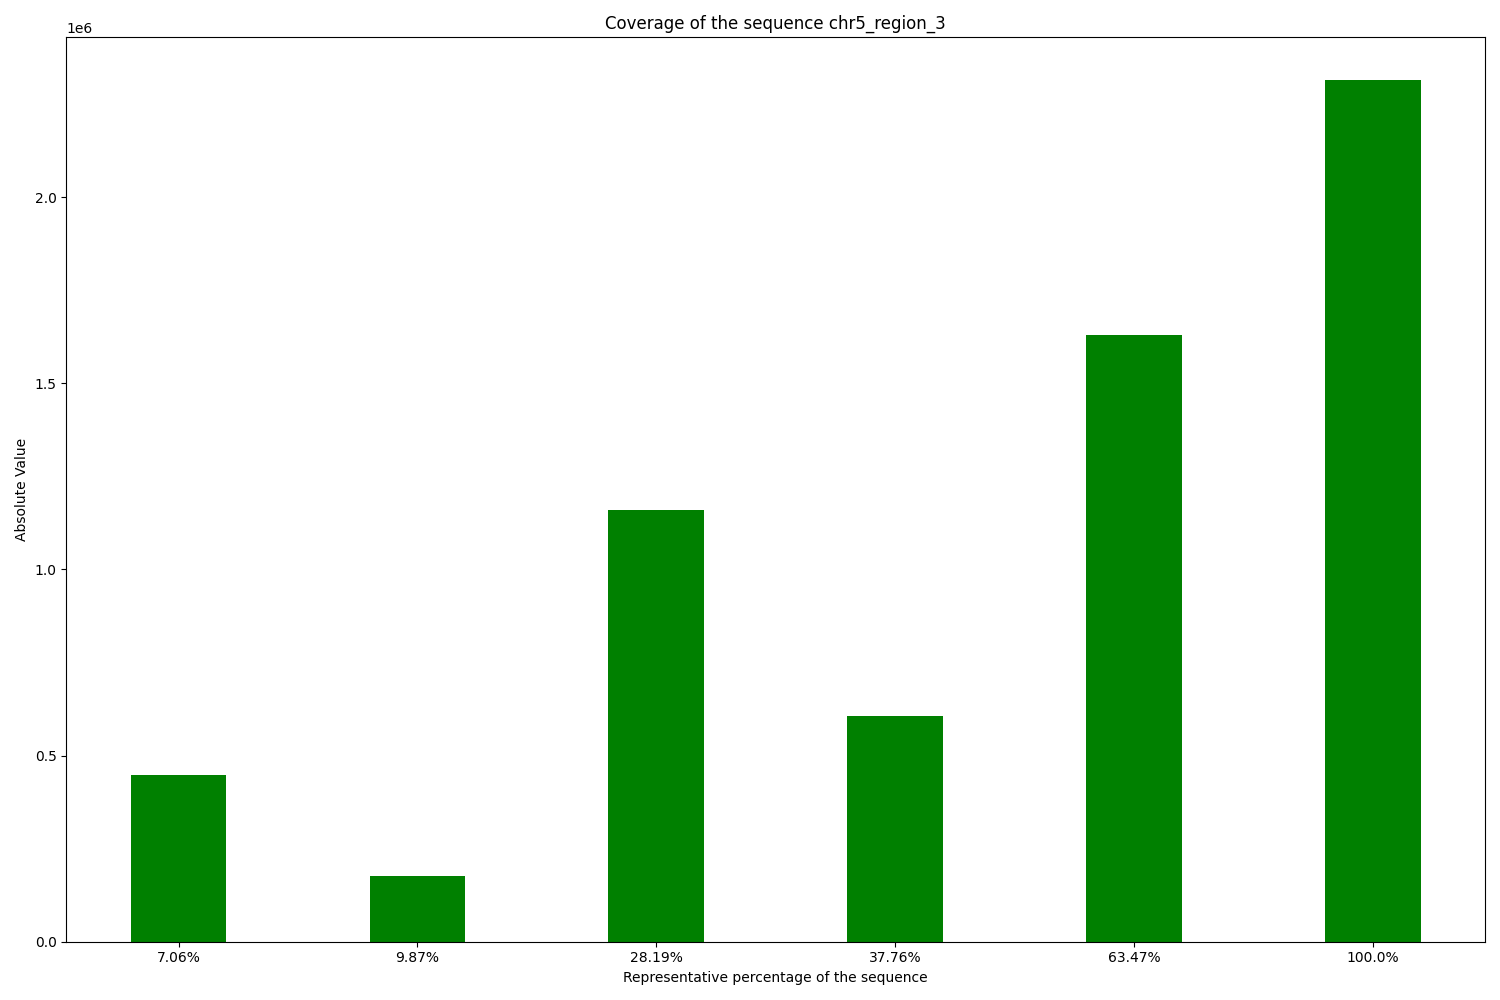 Coverage of the sequence chr5_region_3
1e6
2.0
1.5
1.0
0.5
0.0
Absolute Value
7.06% 9.87% 28.19% 37.76% 63.47% 100.0%
Representative percentage of the sequence